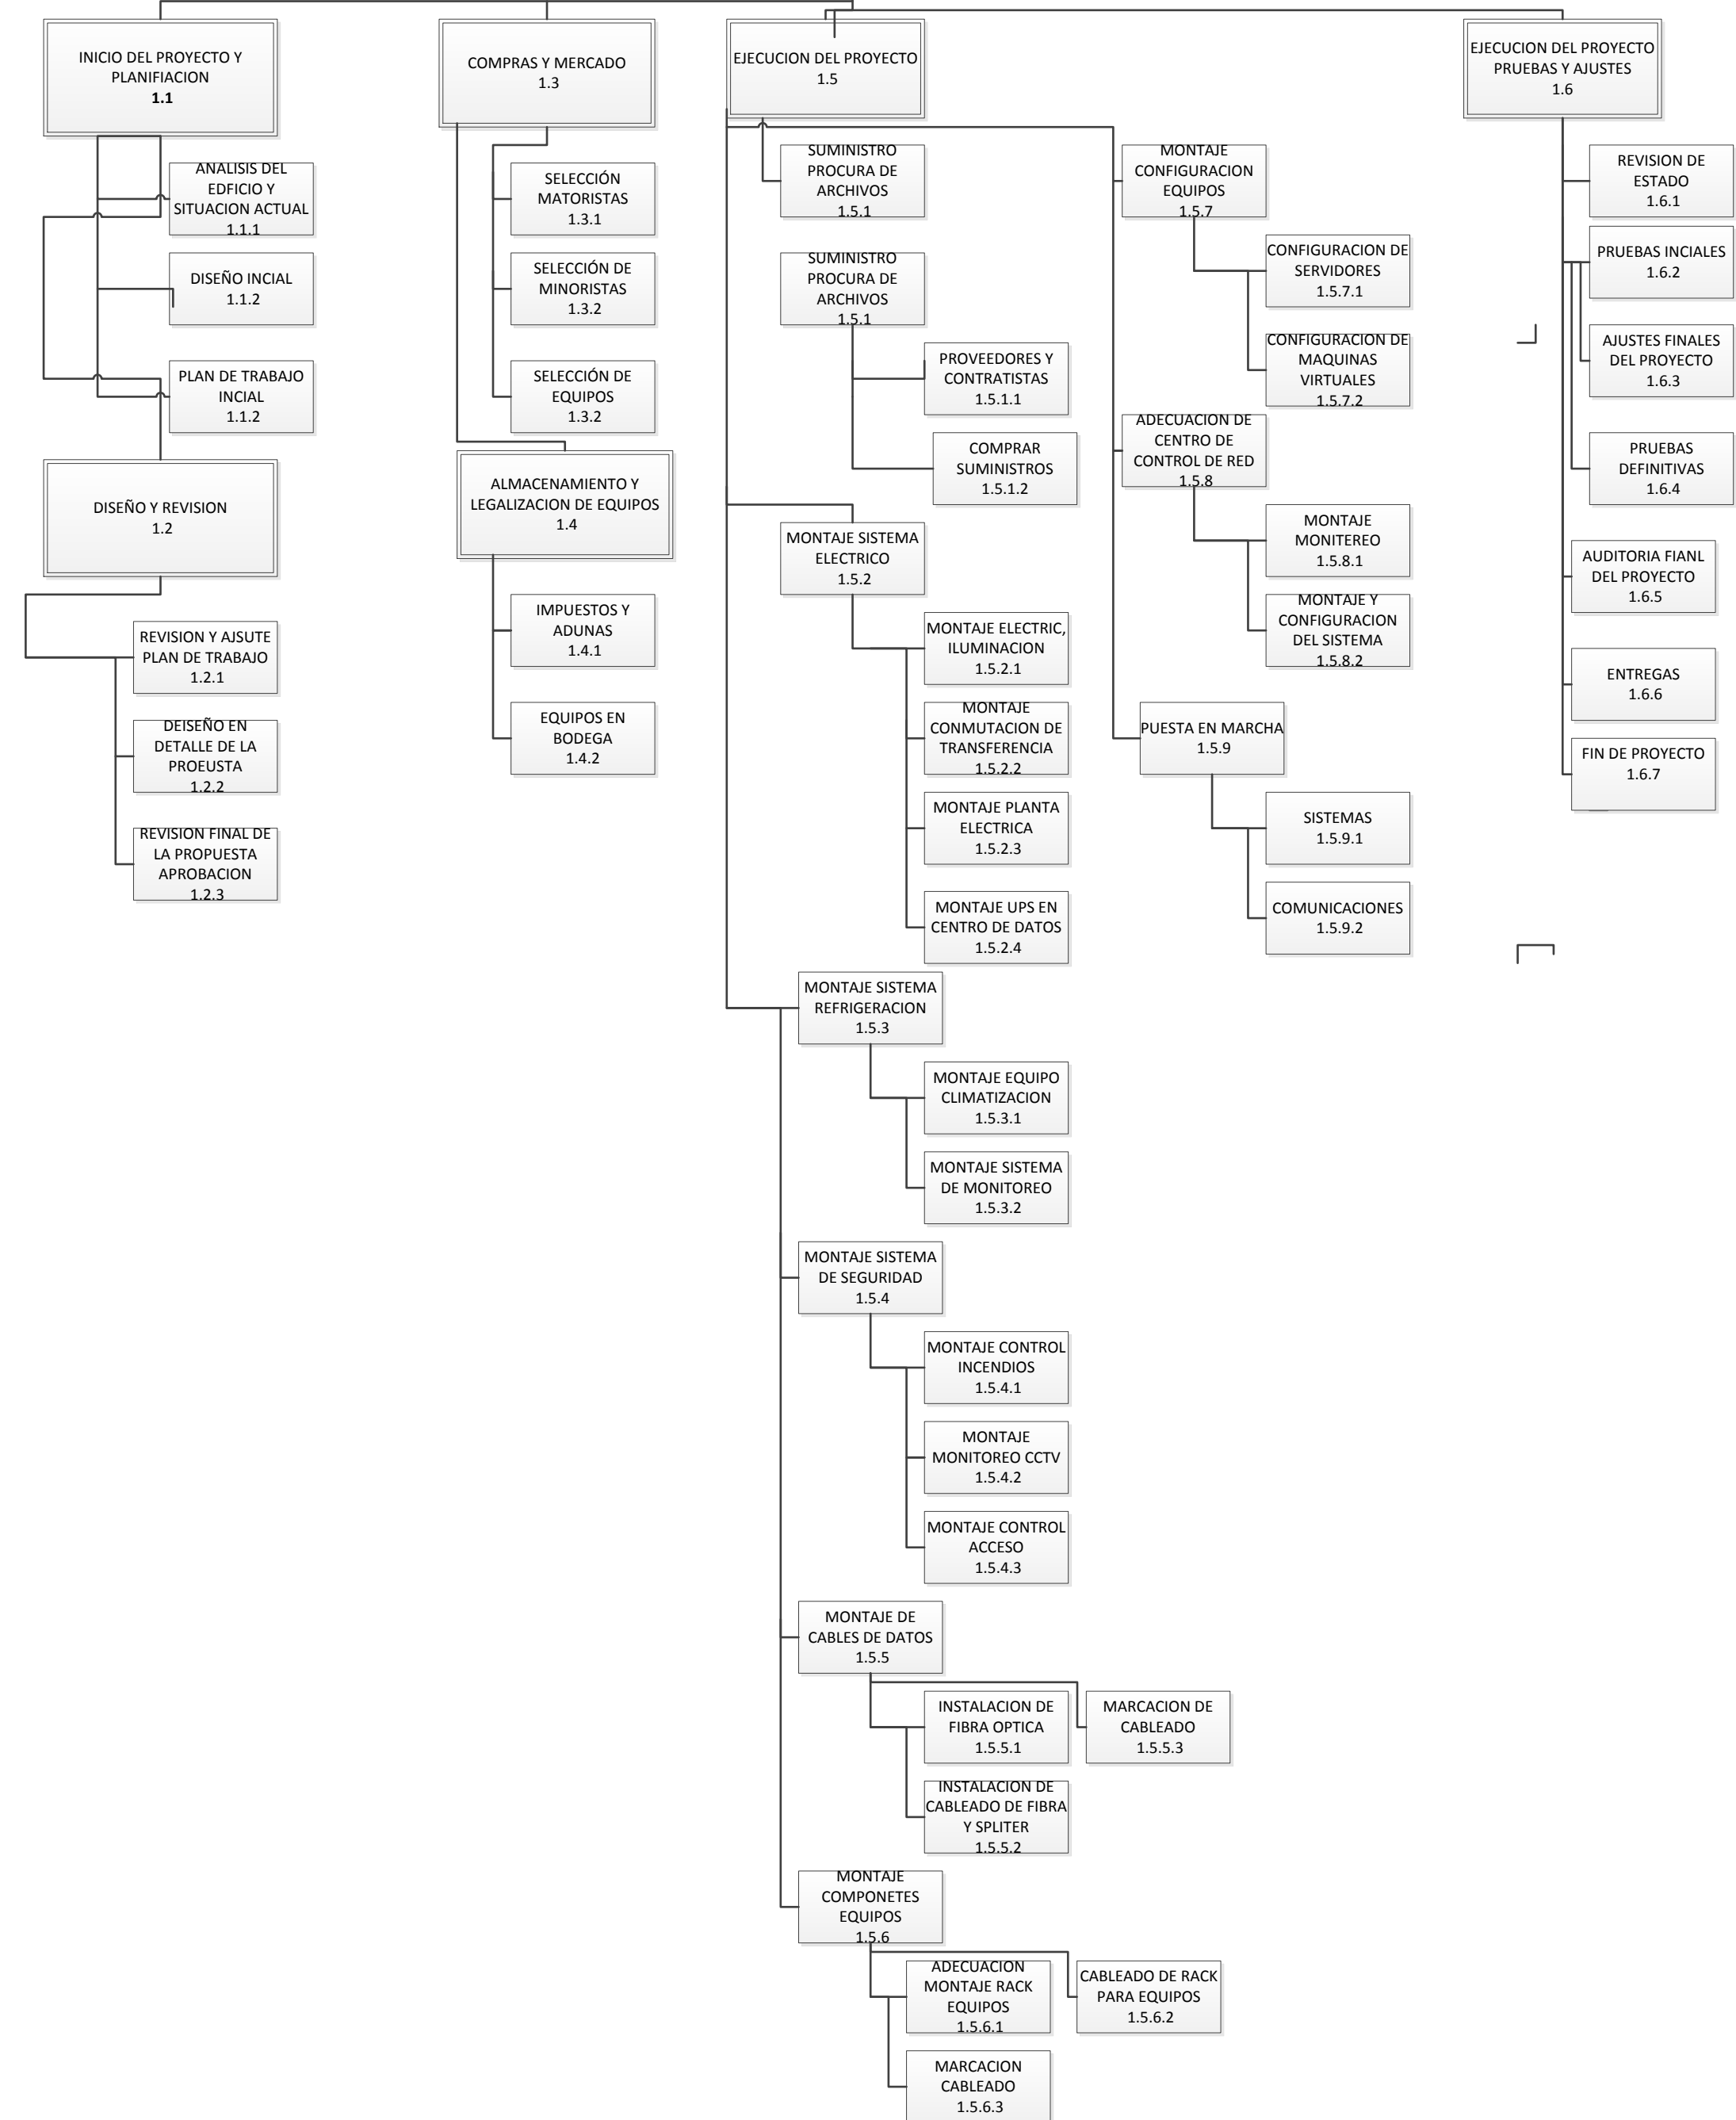 INICIO DEL PROYECTO Y
PLANIFIACION
1.1
ANALISIS DEL
EDFICIO Y
SITUACION ACTUAL
1.1.1
DISEÑO INCIAL
1.1.2
PLAN DE TRABAJO
INCIAL
1.1.2
DISEÑO Y REVISION
1.2
REVISION Y AJSUTE
PLAN DE TRABAJO
1.2.1
DEISEÑO EN
DETALLE DE LA
PROEUSTA
1.2.2
REVISION FINAL DE
LA PROPUESTA
APROBACION
1.2.3
COMPRAS Y MERCADO
1.3
SELECCIÓN
MATORISTAS
1.3.1
SELECCIÓN DE
MINORISTAS
1.3.2
SELECCIÓN DE
EQUIPOS
1.3.2
ALMACENAMIENTO Y
LEGALIZACION DE EQUIPOS
1.4
IMPUESTOS Y
ADUNAS
1.4.1
EQUIPOS EN
BODEGA
1.4.2
EJECUCION DEL PROYECTO
1.5
SUMINISTRO
PROCURA DE
ARCHIVOS
1.5.1
SUMINISTRO
PROCURA DE
ARCHIVOS
1.5.1
PROVEEDORES Y
CONTRATISTAS
1.5.1.1
COMPRAR
SUMINISTROS
1.5.1.2
MONTAJE SISTEMA
ELECTRICO
1.5.2
MONTAJE ELECTRIC,
ILUMINACION
1.5.2.1
MONTAJE
CONMUTACION DE
TRANSFERENCIA
1.5.2.2
MONTAJE PLANTA
ELECTRICA
1.5.2.3
MONTAJE UPS EN
CENTRO DE DATOS
1.5.2.4
MONTAJE SISTEMA
REFRIGERACION
1.5.3
MONTAJE EQUIPO
CLIMATIZACION
1.5.3.1
MONTAJE SISTEMA
DE MONITOREO
1.5.3.2
MONTAJE SISTEMA
DE SEGURIDAD
1.5.4
MONTAJE CONTROL
INCENDIOS
1.5.4.1
MONTAJE
MONITOREO CCTV
1.5.4.2
MONTAJE CONTROL
ACCESO
1.5.4.3
MONTAJE DE
CABLES DE DATOS
1.5.5
INSTALACION DE
FIBRA OPTICA
1.5.5.1
MARCACION DE
CABLEADO
1.5.5.3
INSTALACION DE
CABLEADO DE FIBRA
Y SPLITER
1.5.5.2
MONTAJE
COMPONETES
EQUIPOS
1.5.6
ADECUACION
MONTAJE RACK
EQUIPOS
1.5.6.1
CABLEADO DE RACK
PARA EQUIPOS
1.5.6.2
MARCACION
CABLEADO
1.5.6.3
MONTAJE
CONFIGURACION
EQUIPOS
1.5.7
CONFIGURACION DE
SERVIDORES
1.5.7.1
CONFIGURACION DE
MAQUINAS
VIRTUALES
1.5.7.2
ADECUACION DE
CENTRO DE
CONTROL DE RED
1.5.8
MONTAJE
MONITEREO
1.5.8.1
MONTAJE Y
CONFIGURACION
DEL SISTEMA
1.5.8.2
PUESTA EN MARCHA
1.5.9
SISTEMAS
1.5.9.1
COMUNICACIONES
1.5.9.2
EJECUCION DEL PROYECTO
PRUEBAS Y AJUSTES
1.6
REVISION DE
ESTADO
1.6.1
PRUEBAS INCIALES
1.6.2
AJUSTES FINALES
DEL PROYECTO
1.6.3
PRUEBAS
DEFINITIVAS
1.6.4
AUDITORIA FIANL
DEL PROYECTO
1.6.5
ENTREGAS
1.6.6
FIN DE PROYECTO
1.6.7